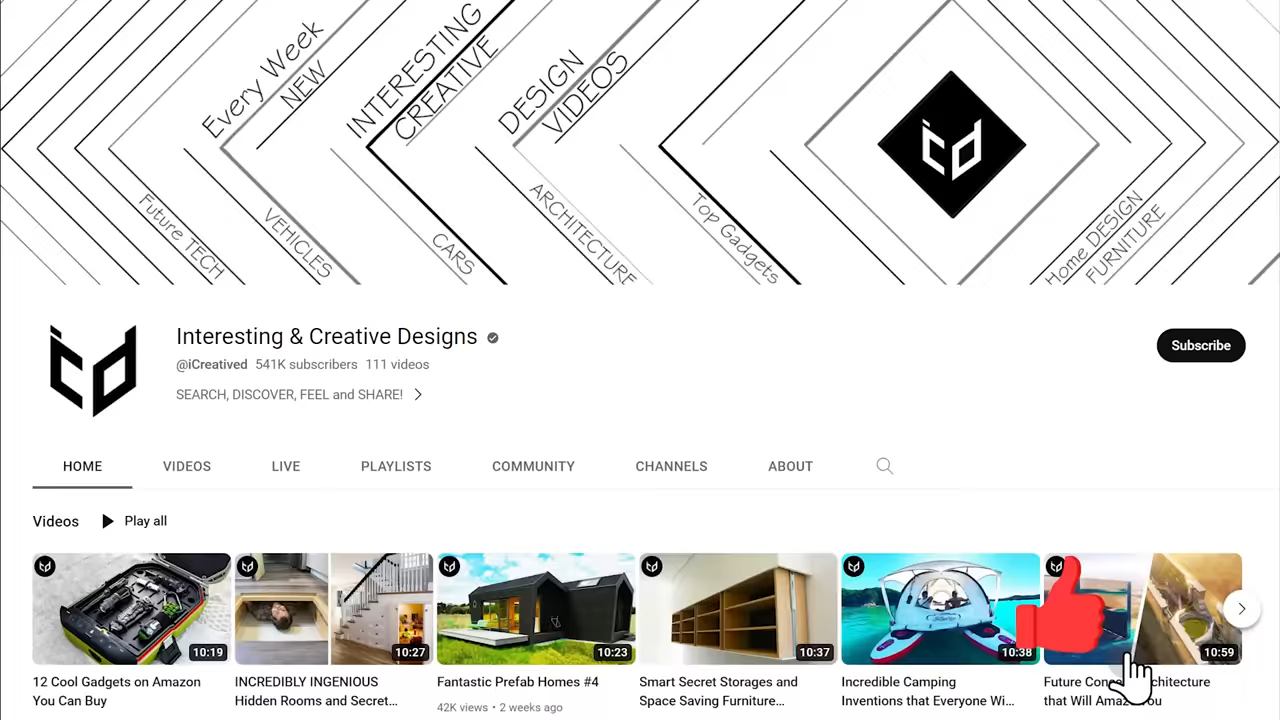 Every Week
NEW
INTERESTING
CREATIVE
DESIGN
VIDEOS
Future TECH
VEHICLES
CARS
ARCHITECTURE
Top Gadgets
Home DESIGN
FURNITURE
icd
icd
Interesting & Creative Designs
@iCreatived 541K subscribers 111 videos
SEARCH, DISCOVER, FEEL and SHARE!
Subscribe
HOME VIDEOS LIVE PLAYLISTS COMMUNITY CHANNELS ABOUT
Videos Play all
10:19 10:27 10:23 10:37 10:38 10:59
12 Cool Gadgets on Amazon
You Can Buy
INCREDIBLY INGENIOUS
Hidden Rooms and Secret...
Fantastic Prefab Homes #4
42K views • 2 weeks ago
Smart Secret Storages and
Space Saving Furniture...
Incredible Camping
Inventions that Everyone Wi...
Future chitecture
that Will you